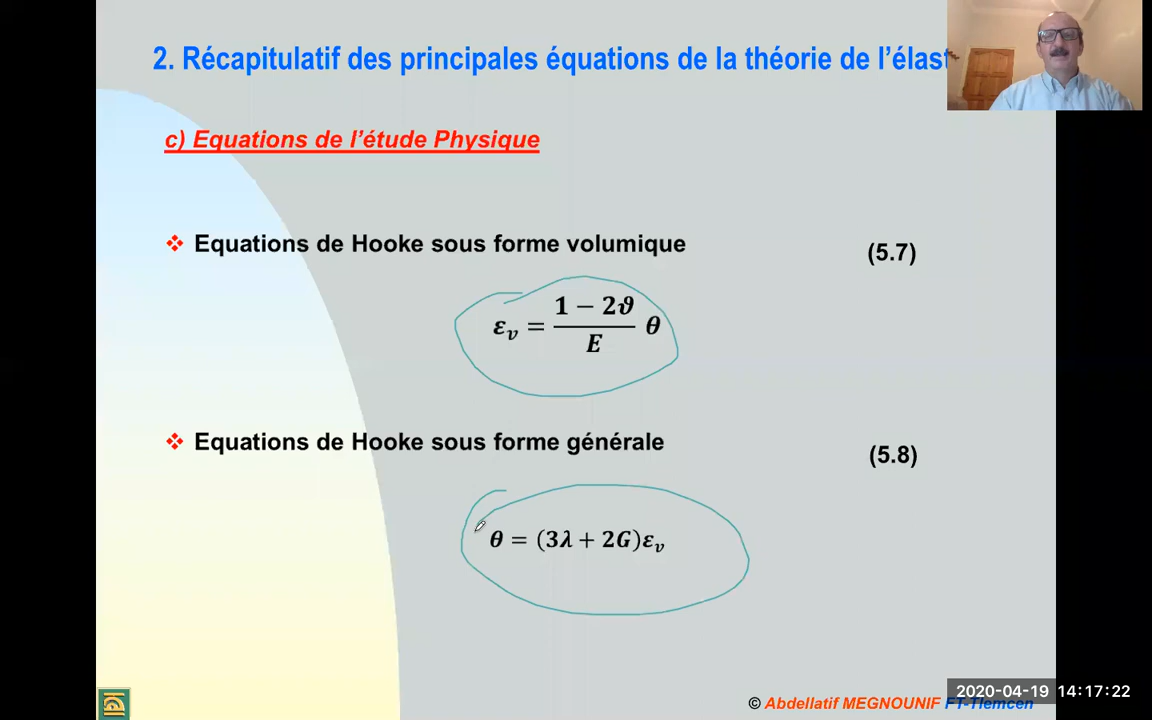 2. Récapitulatif des principales équations de la théorie de l'élast
c) Equations de l'étude Physique
❖ Equations de Hooke sous forme volumique (5.7)
εᵥ = (1 − 2ϑ)/E θ
❖ Equations de Hooke sous forme générale (5.8)
θ = (3λ + 2G)εᵥ
2020-04-19 14:17:22
© Abdellatif MEGNOUNIF FT-Tlemcen